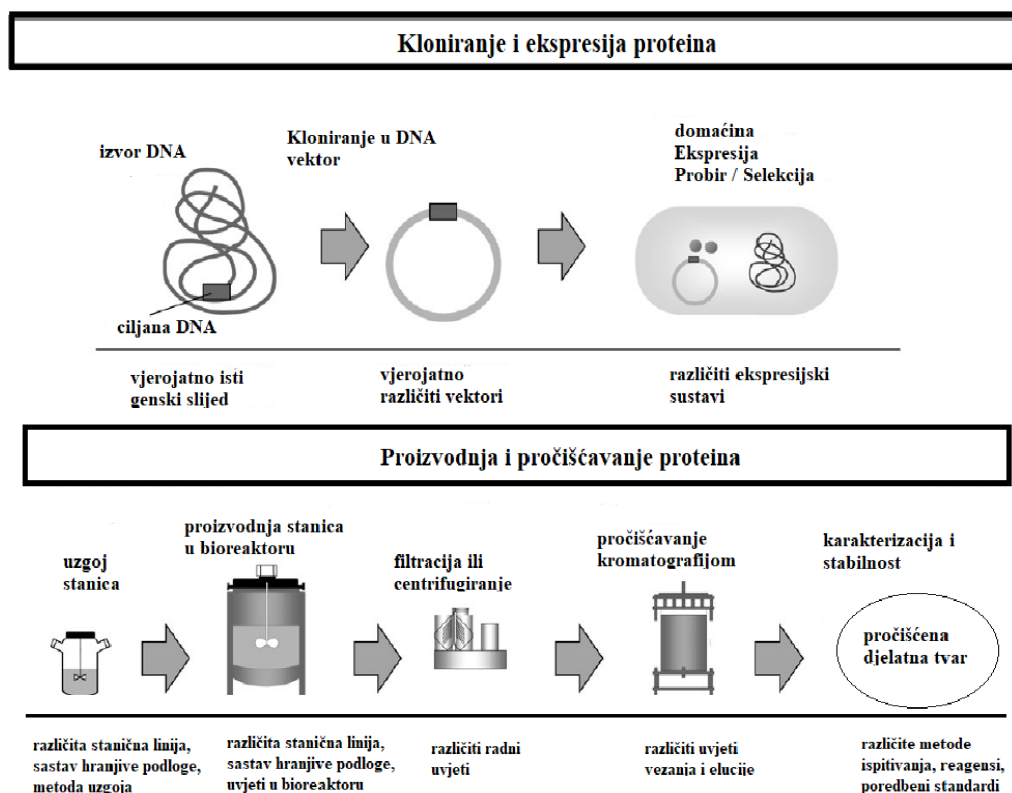 Kloniranje i ekspresija proteina
izvor DNA
ciljana DNA
Kloniranje u DNA
vektor
domaćina
Ekspresija
Probir / Selekcija
vjerojatno isti
genski slijed
vjerojatno
različiti vektori
različiti ekspresijski
sustavi
Proizvodnja i pročišćavanje proteina
uzgoj
stanica
proizvodnja stanica
u bioreaktoru
filtracija ili
centrifugiranje
pročišćavanje
kromatografijom
karakterizacija i
stabilnost
pročišćena
djelatna tvar
različita stanična linija,
sastav hranjive podloge,
metoda uzgoja
različita stanična linija,
sastav hranjive podloge,
uvjeti u bioreaktoru
različiti radni
uvjeti
različiti uvjeti
vezanja i elucije
različite metode
ispitivanja, reagensi,
poredbeni standardi